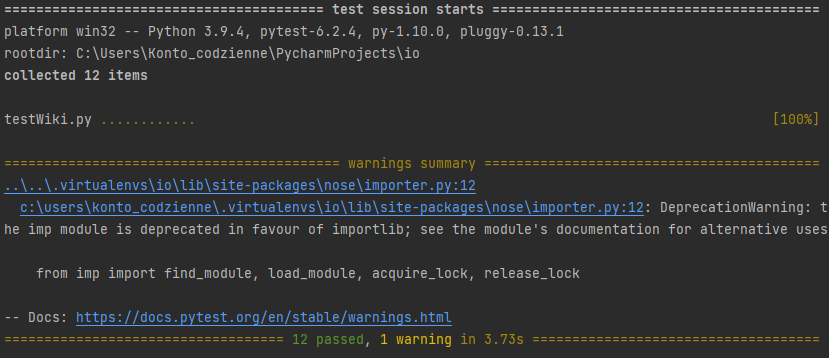 ======================================== test session starts =========================================
platform win32 -- Python 3.9.4, pytest-6.2.4, py-1.10.0, pluggy-0.13.1
rootdir: C:\Users\Konto_codzienne\PycharmProjects\io
collected 12 items
testWiki.py ............ [100%]
========================================== warnings summary ==========================================
..\..\.virtualenvs\io\lib\site-packages\nose\importer.py:12
c:\users\konto_codzienne\.virtualenvs\io\lib\site-packages\nose\importer.py:12: DeprecationWarning: t
he imp module is deprecated in favour of importlib; see the module's documentation for alternative uses
from imp import find_module, load_module, acquire_lock, release_lock
-- Docs: https://docs.pytest.org/en/stable/warnings.html
=================================== 12 passed, 1 warning in 3.73s ====================================